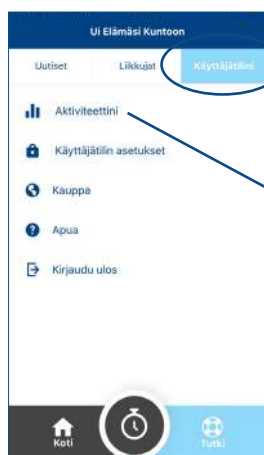 Ui Elämäsi Kuntoon
Uutiset Liikkujat Käyttäjätilini
Aktiviteettini
Käyttäjätilin asetukset
Kauppa
Apua
Kirjaudu ulos
Koti Tutki